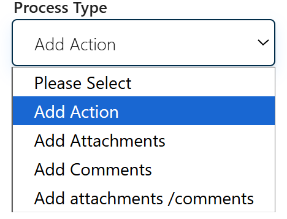 Process Type
Add Action
Please Select
Add Action
Add Attachments
Add Comments
Add attachments /comments